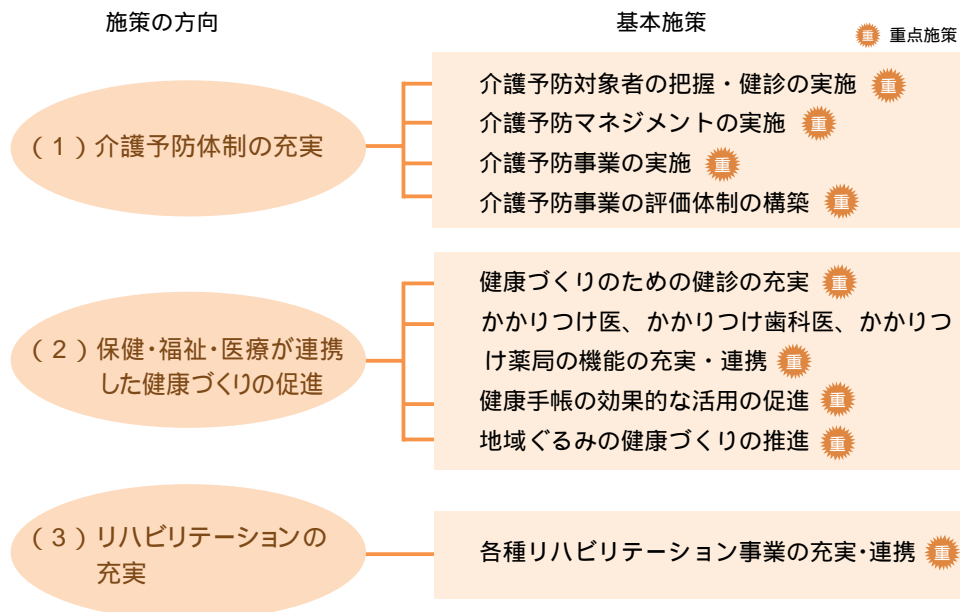 施策の方向
基本施策
重 重点施策
(1)介護予防体制の充実
介護予防対象者の把握・健診の実施 重
介護予防マネジメントの実施 重
介護予防事業の実施 重
介護予防事業の評価体制の構築 重
(2)保健・福祉・医療が連携
した健康づくりの促進
健康づくりのための健診の充実 重
かかりつけ医、かかりつけ歯科医、かかりつ
け薬局の機能の充実・連携 重
健康手帳の効果的な活用の促進 重
地域ぐるみの健康づくりの推進 重
(3)リハビリテーションの
充実
各種リハビリテーション事業の充実・連携 重